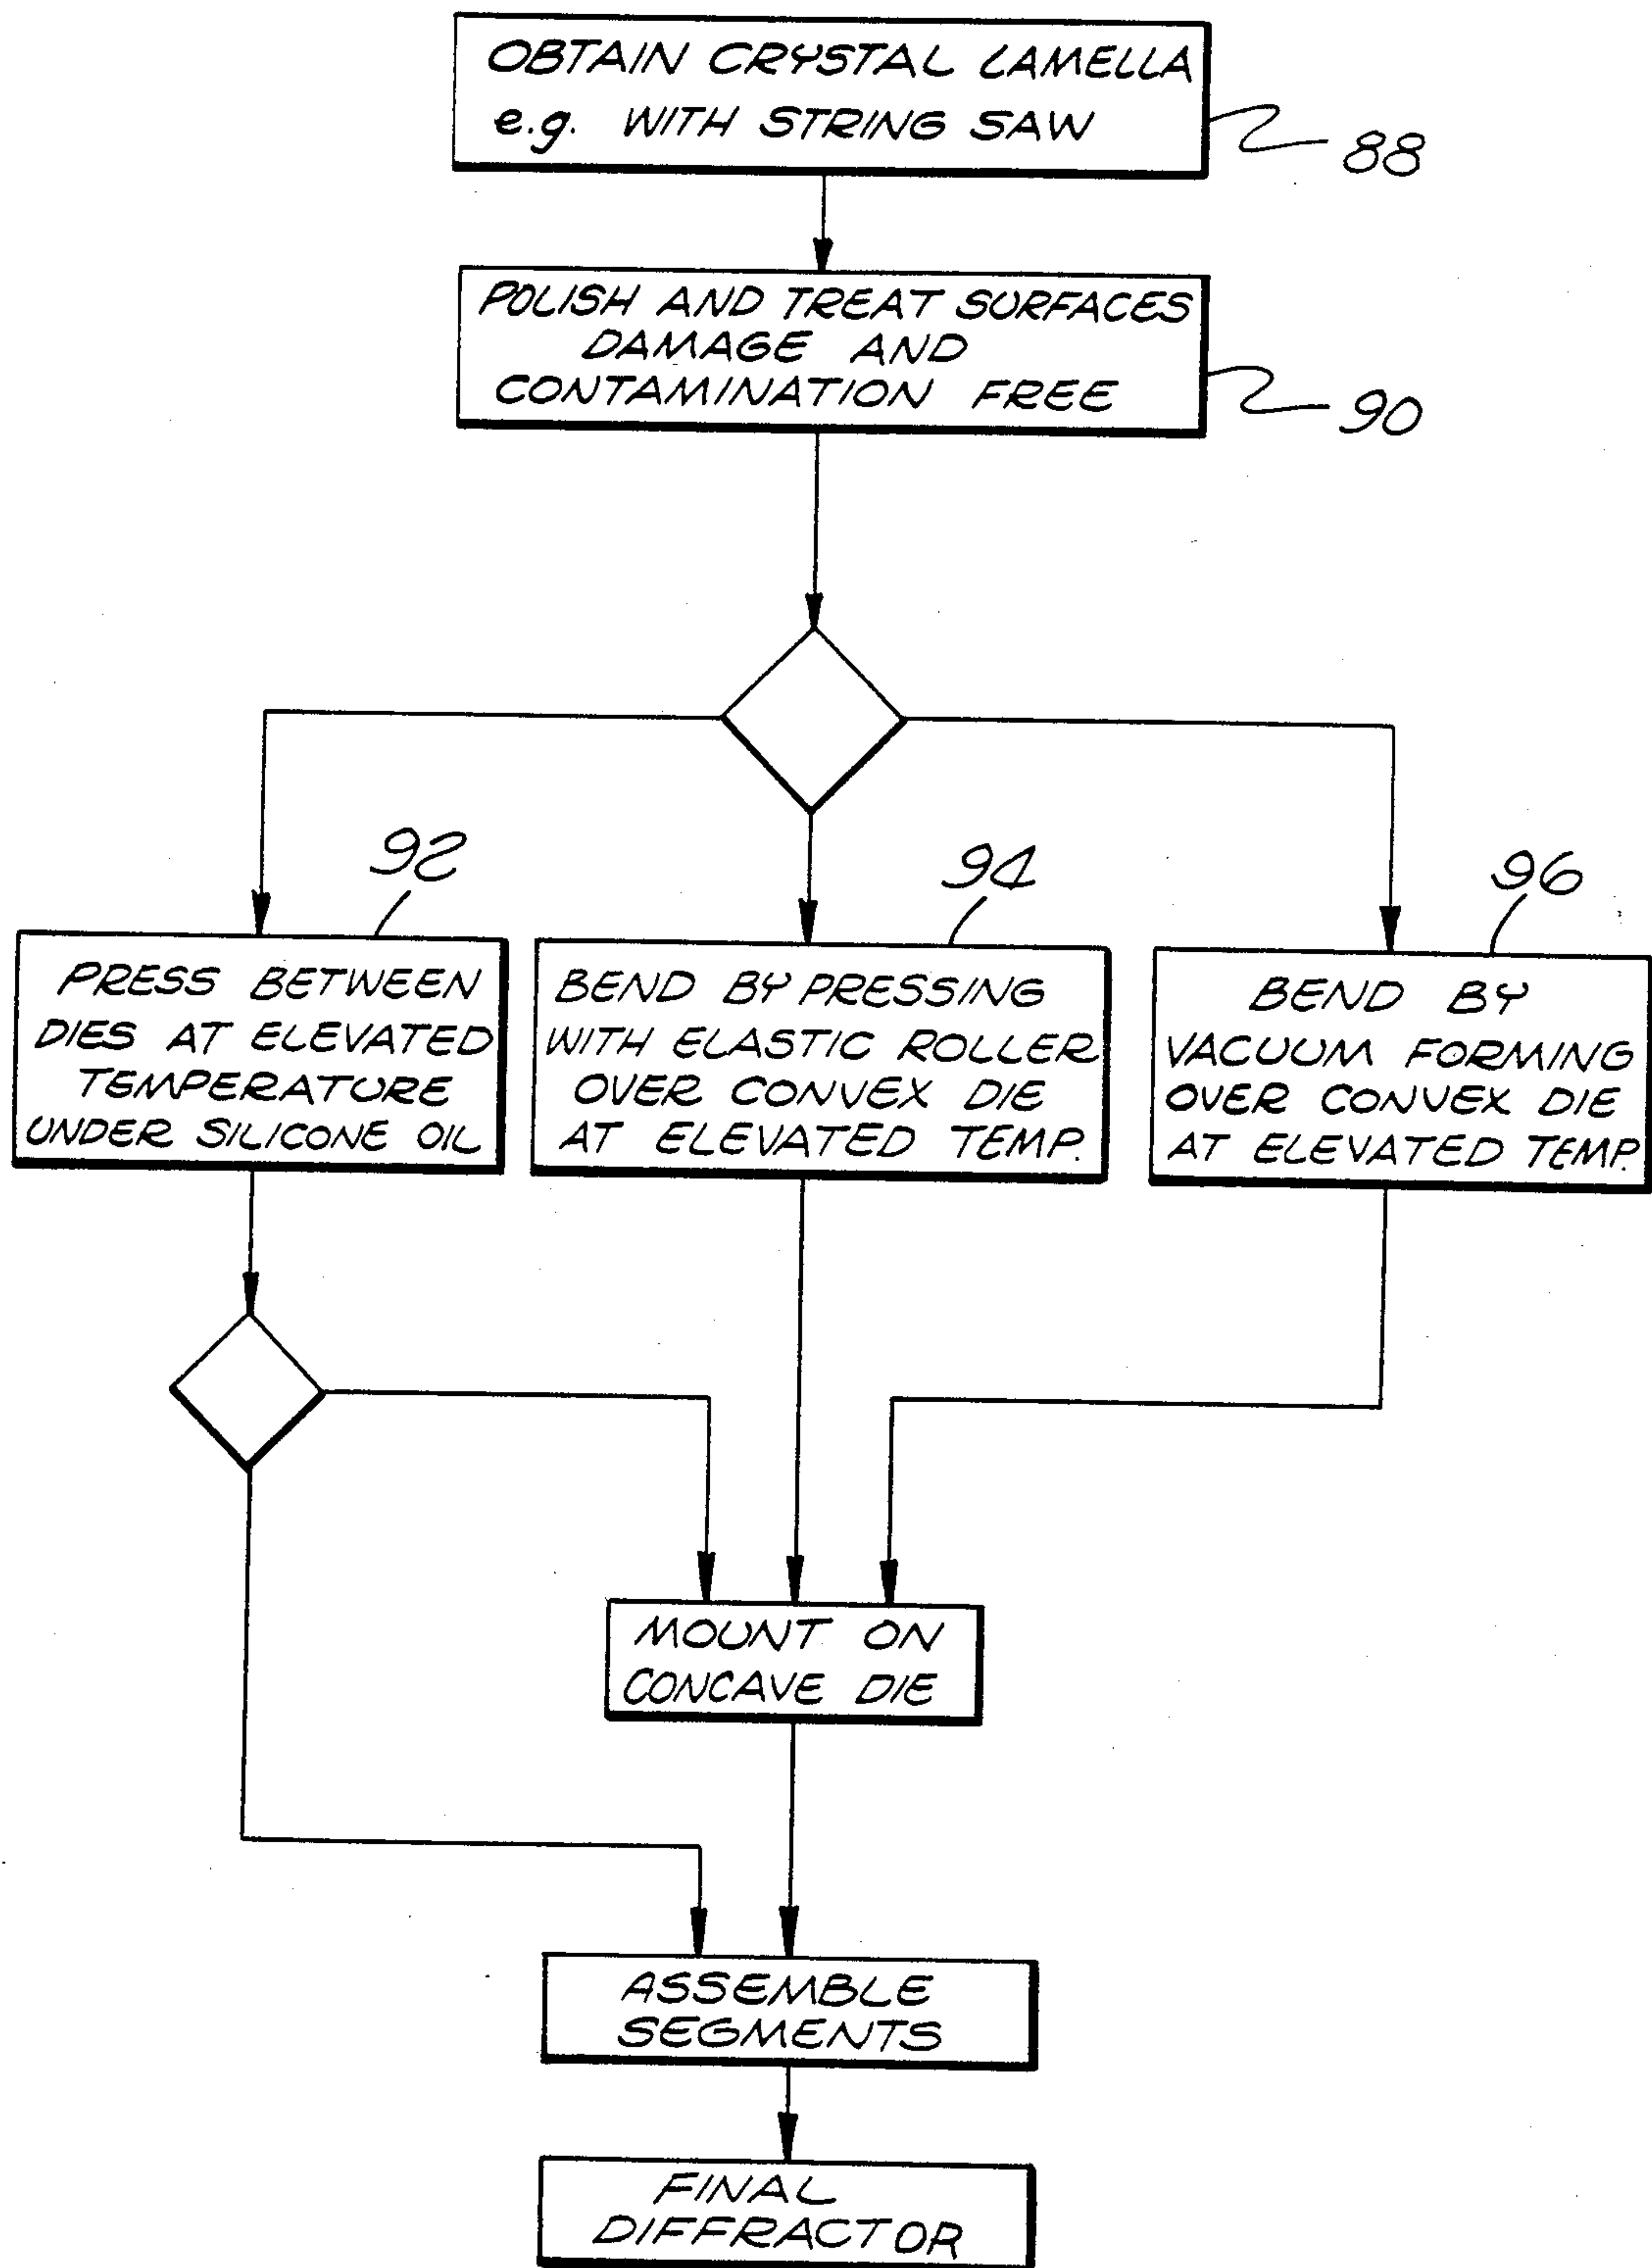 OBTAIN CRYSTAL LAMELLA
e.g. WITH STRING SAW
88
POLISH AND TREAT SURFACES
DAMAGE AND
CONTAMINATION FREE
90
92
PRESS BETWEEN
DIES AT ELEVATED
TEMPERATURE
UNDER SILICONE OIL
94
BEND BY PRESSING
WITH ELASTIC ROLLER
OVER CONVEX DIE
AT ELEVATED TEMP.
96
BEND BY
VACUUM FORMING
OVER CONVEX DIE
AT ELEVATED TEMP.
MOUNT ON
CONCAVE DIE
ASSEMBLE
SEGMENTS
FINAL
DIFFRACTOR